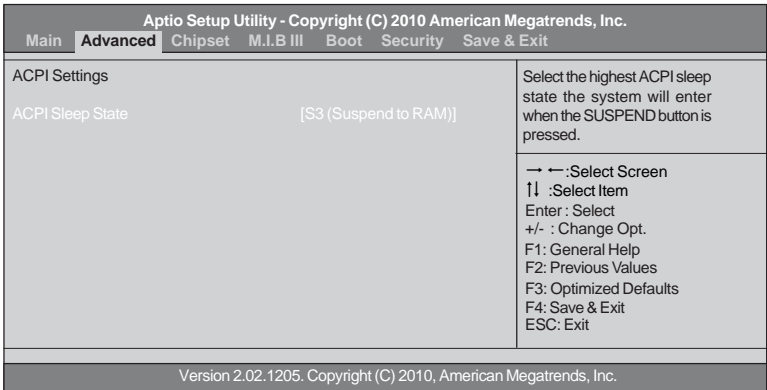 Aptio Setup Utility - Copyright (C) 2010 American Megatrends, Inc.
Main Advanced Chipset M.I.B III Boot Security Save & Exit
ACPI Settings
ACPI Sleep State [S3 (Suspend to RAM)]
Select the highest ACPI sleep
state the system will enter
when the SUSPEND button is
pressed.
→ ←:Select Screen
↑↓ :Select Item
Enter : Select
+/- : Change Opt.
F1: General Help
F2: Previous Values
F3: Optimized Defaults
F4: Save & Exit
ESC: Exit
Version 2.02.1205. Copyright (C) 2010, American Megatrends, Inc.